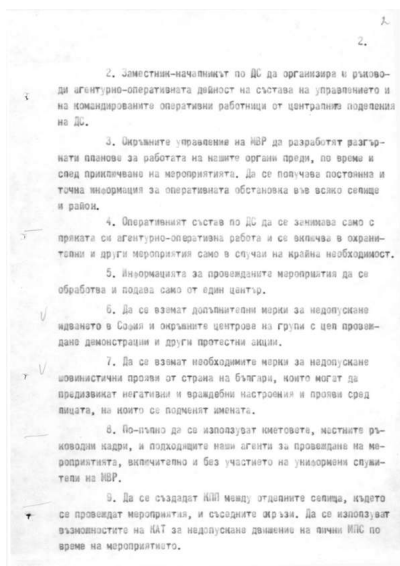 2
2.
2. Заместник-началникът по ДС да организира и ръково-
ди агентурно-оперативната дейност на състава на управлението и
на командированите оперативни работници от централните поделения
на ДС.
3. Окръжните управление на МВР да разработят разгър-
нати планове за работата на нашите органи преди, по време и
след приключване на мероприятията. Да се получава постоянна и
точна информация за оперативната обстановка във всяко селище
и район.
4. Оперативният състав по ДС да се занимава само с
пряката си агентурно-оперативна работа и се включва в охрани-
телни и други мероприятия само в случаи на крайна необходимост.
5. Информацията за провежданите мероприятия да се
обработва и подава само от един център.
6. Да се вземат допълнителни мерки за недопускане
идването в София и окръжните центрове на групи с цел провеж-
дане демонстрации и други протестни акции.
7. Да се вземат необходимите мерки за недопускане
шовинистични прояви от страна на българи, които могат да
предизвикат негативни и враждебни настроения и прояви сред
лицата, на които се подменят имената.
8. По-пълно да се използуват кметовете, местните ръ-
ководни кадри, и подходящите наши агенти за провеждане на ме-
роприятията, включително и без участието на униформени служи-
тели на МВР.
9. Да се създадат КПП между отделните селища, където
се провеждат мероприятия, и съседните окръзи. Да се използуват
възможностите на КАТ за недопускане движение на лични МПС по
време на мероприятието.